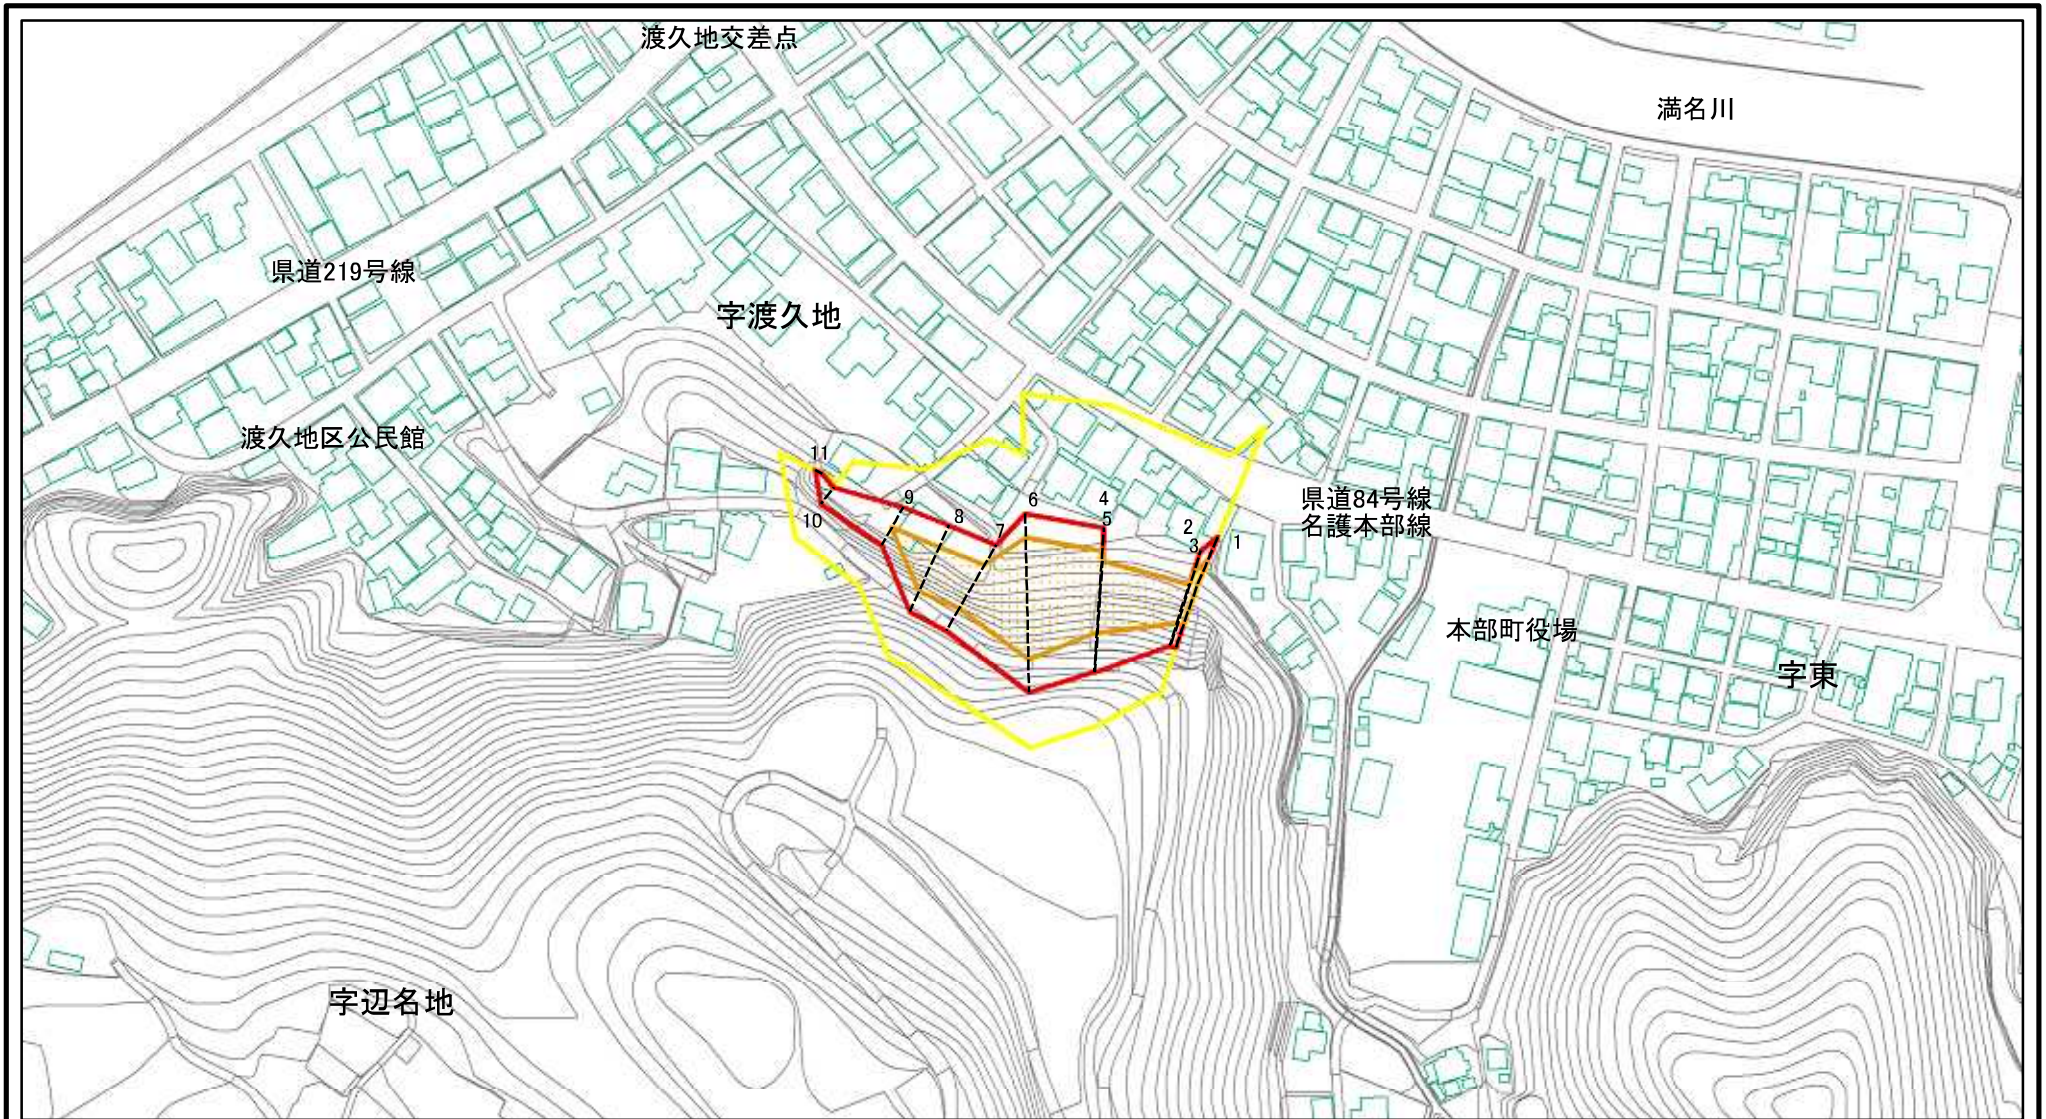 渡久地交差点
満名川
県道219号線
字渡久地
渡久地区公民館
11
10
9
8
7
6
4
5
2
3
1
県道84号線
名護本部線
本部町役場
字東
字辺名地